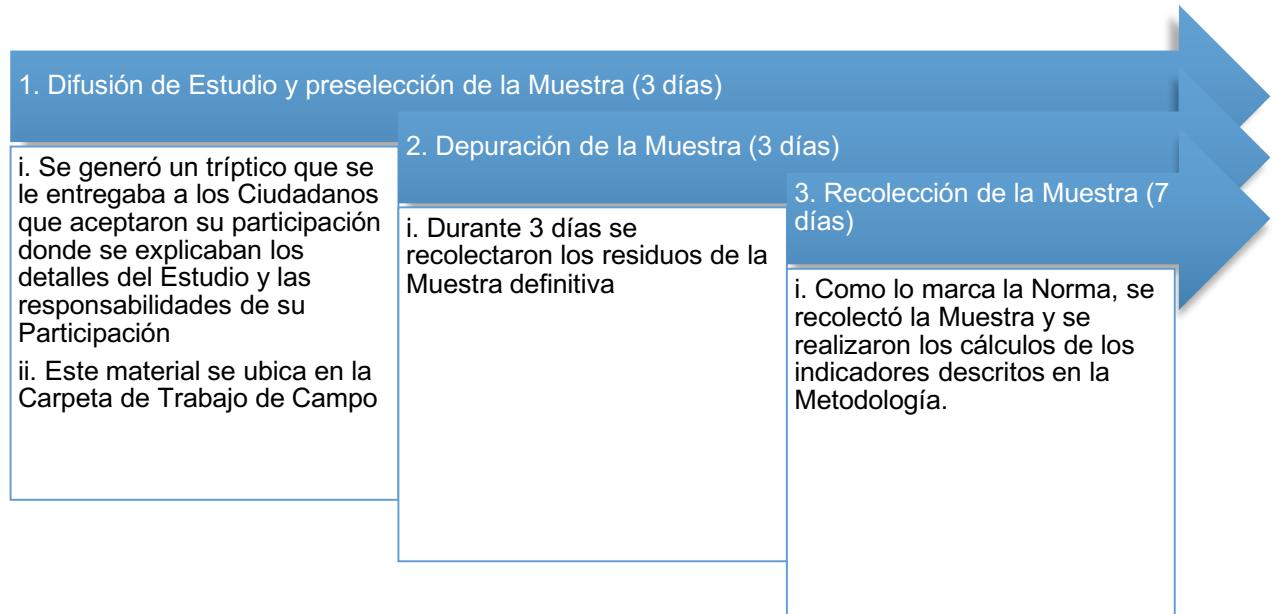 1. Difusión de Estudio y preselección de la Muestra (3 días)
i. Se generó un tríptico que se
le entregaba a los Ciudadanos
que aceptaron su participación
donde se explicaban los
detalles del Estudio y las
responsabilidades de su
Participación
ii. Este material se ubica en la
Carpeta de Trabajo de Campo
2. Depuración de la Muestra (3 días)
i. Durante 3 días se
recolectaron los residuos de la
Muestra definitiva
3. Recolección de la Muestra (7
días)
i. Como lo marca la Norma, se
recolectó la Muestra y se
realizaron los cálculos de los
indicadores descritos en la
Metodología.